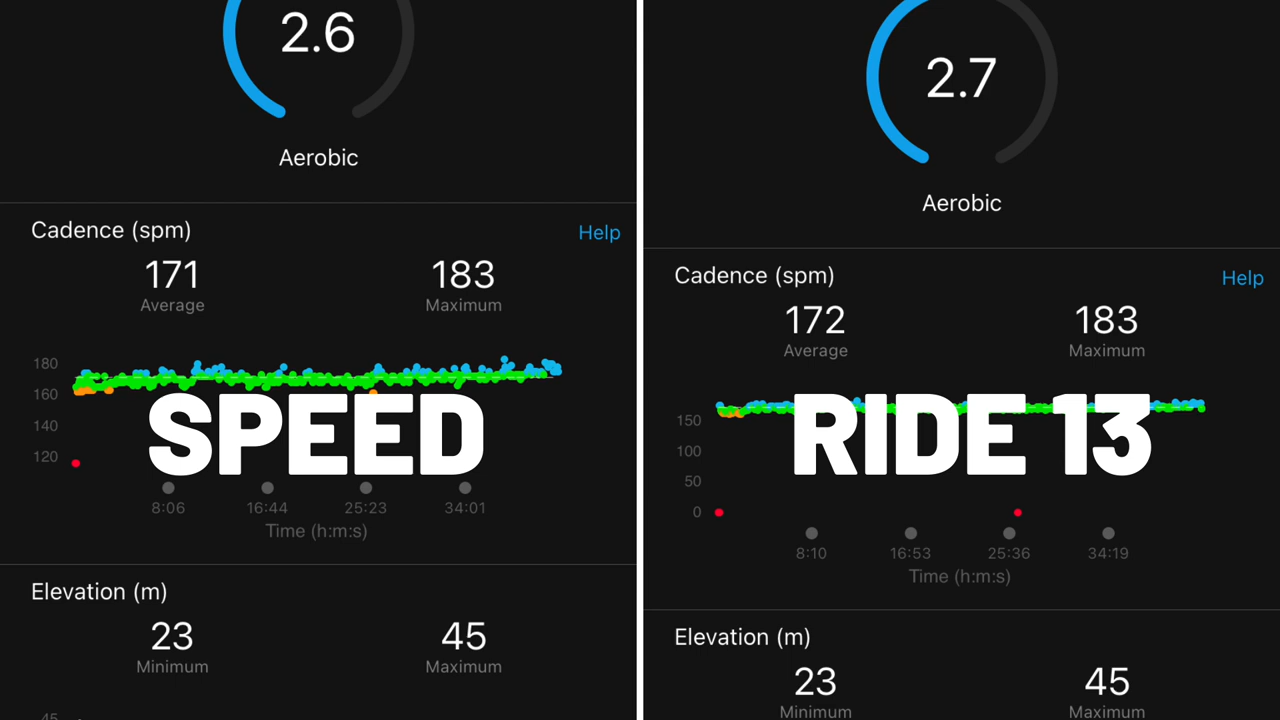 2.6
Aerobic
Cadence (spm)
Help
171
183
Average
Maximum
180
160
140
120
SPEED
8:06
16:44
25:23
34:01
Time (h:m:s)
Elevation (m)
23
45
Minimum
Maximum
45
2.7
Aerobic
Cadence (spm)
Help
172
183
Average
Maximum
150
100
50
0
RIDE 13
8:10
16:53
25:36
34:19
Time (h:m:s)
Elevation (m)
23
45
Minimum
Maximum